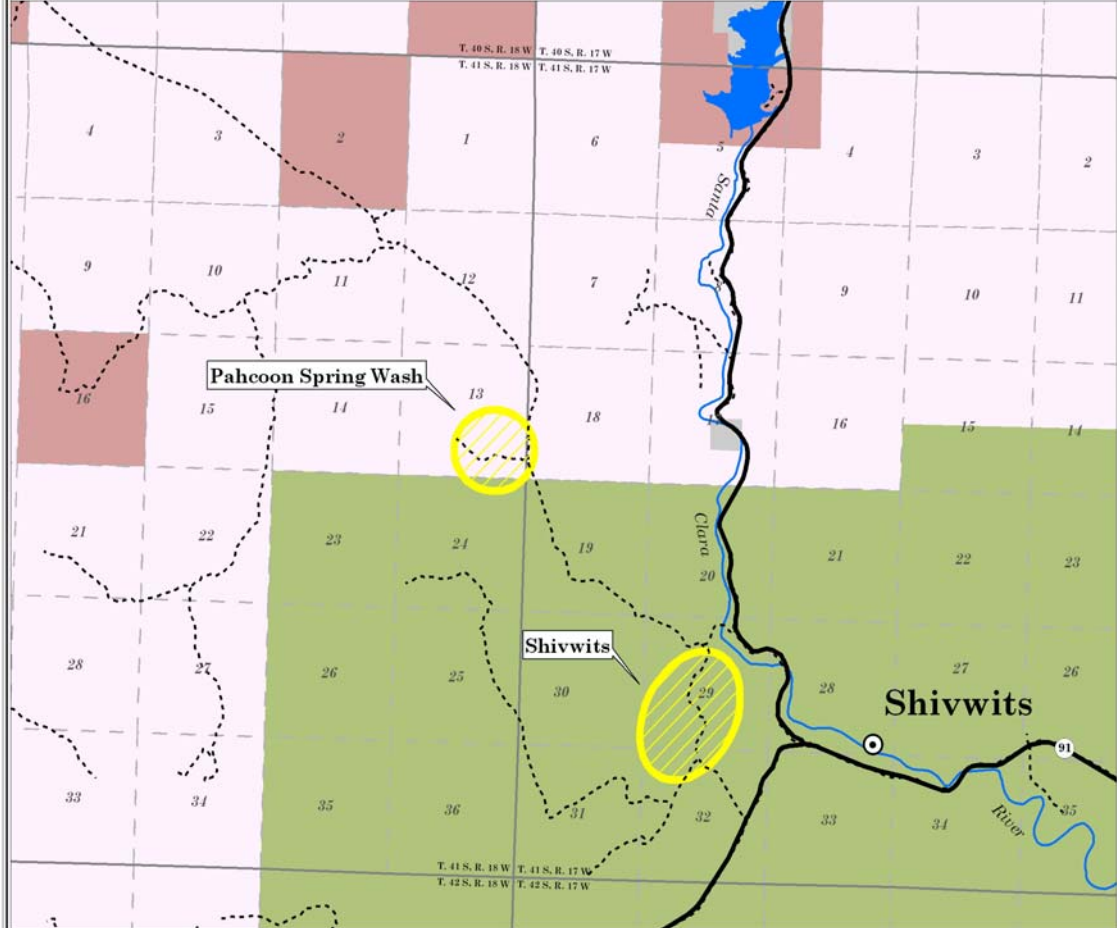 T. 40 S, R. 18 W T. 40 S, R. 17 W
T. 41 S, R. 18 W T. 41 S, R. 17 W
4 3 2 1 6 5 4 3 2
Santa
9 10 11 12 7 8 9 10 11
Pahcoon Spring Wash
16 15 14 13 18 17 16 15 14
21 22 23 24 19 20 21 22 23
Clara
Shivwits
28 27 26 25 30 29 28 27 26
Shivwits
91
33 34 35 36 31 32 33 34 35
River
T. 41 S, R. 18 W T. 41 S, R. 17 W
T. 42 S, R. 18 W T. 42 S, R. 17 W